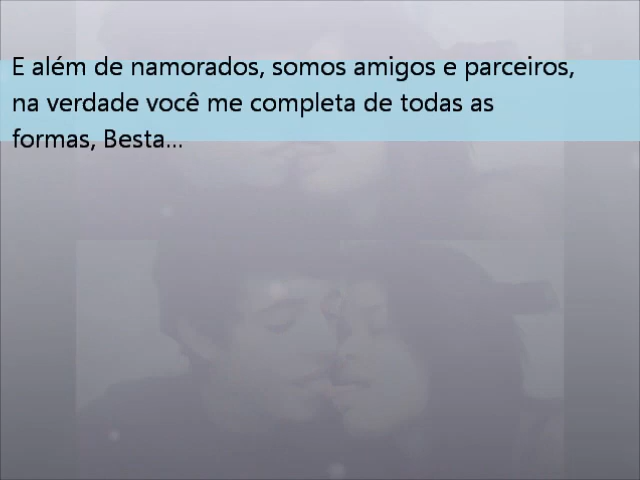 E além de namorados, somos amigos e parceiros,
na verdade você me completa de todas as
formas, Besta...